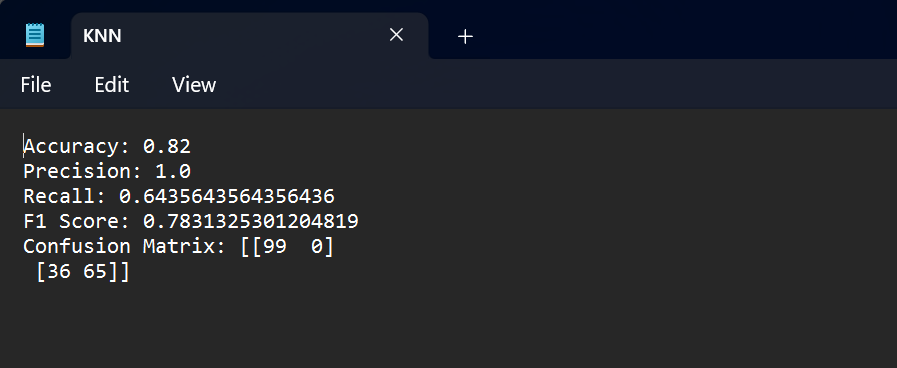 KNN
File Edit View
Accuracy: 0.82
Precision: 1.0
Recall: 0.6435643564356436
F1 Score: 0.7831325301204819
Confusion Matrix: [[99  0]
 [36 65]]